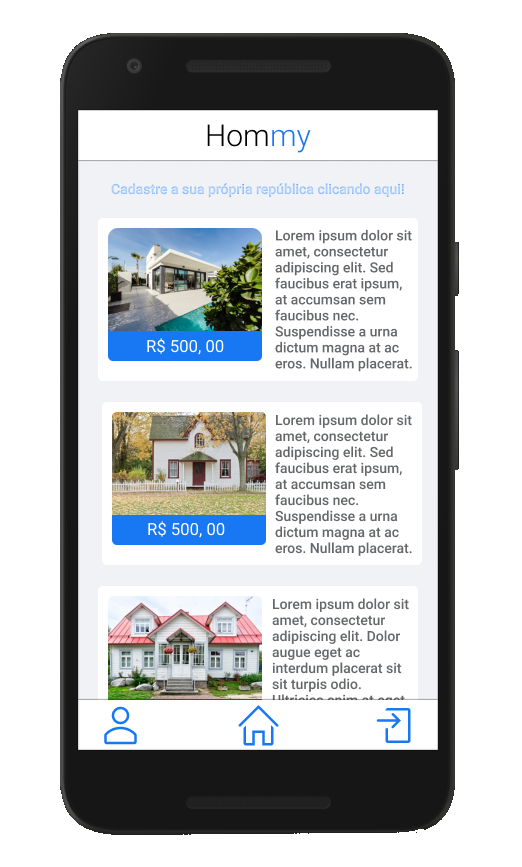 Hommy
Cadastre a sua própria república clicando aqui!
Lorem ipsum dolor sit
amet, consectetur
adipiscing elit. Sed
faucibus erat ipsum,
at accumsan sem
faucibus nec.
Suspendisse a urna
dictum magna at ac
eros. Nullam placerat.
R$ 500, 00
Lorem ipsum dolor sit
amet, consectetur
adipiscing elit. Sed
faucibus erat ipsum,
at accumsan sem
faucibus nec.
Suspendisse a urna
dictum magna at ac
eros. Nullam placerat.
R$ 500, 00
Lorem ipsum dolor sit
amet, consectetur
adipiscing elit. Dolor
augue eget ac
interdum placerat sit
sit turpis odio.